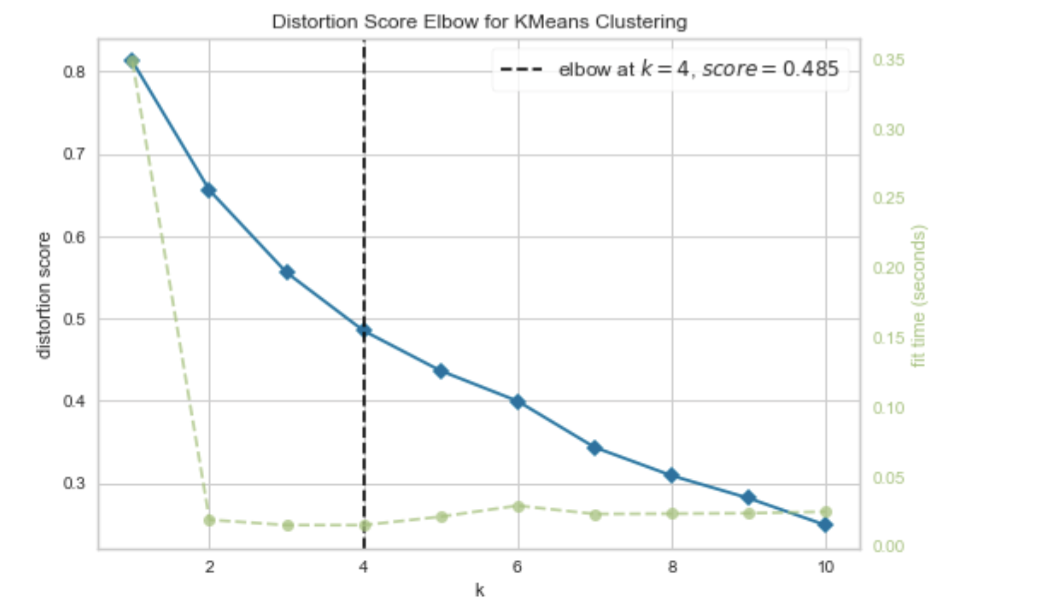 Distortion Score Elbow for KMeans Clustering
elbow at k = 4, score = 0.485
distortion score
0.8
0.7
0.6
0.5
0.4
0.3
0.35
0.30
0.25
0.20
0.15
0.10
0.05
0.00
fit time (seconds)
2 4 6 8 10
k